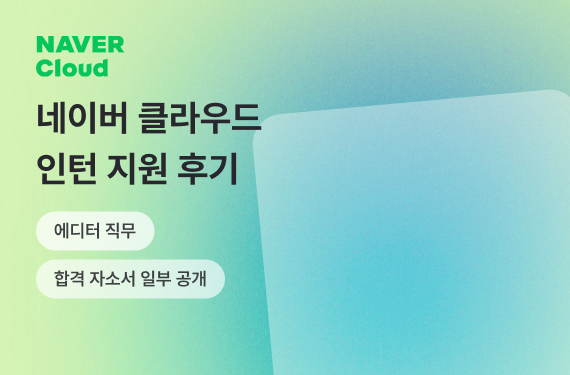 NAVER
Cloud
네이버 클라우드
인턴 지원 후기
에디터 직무
합격 자소서 일부 공개